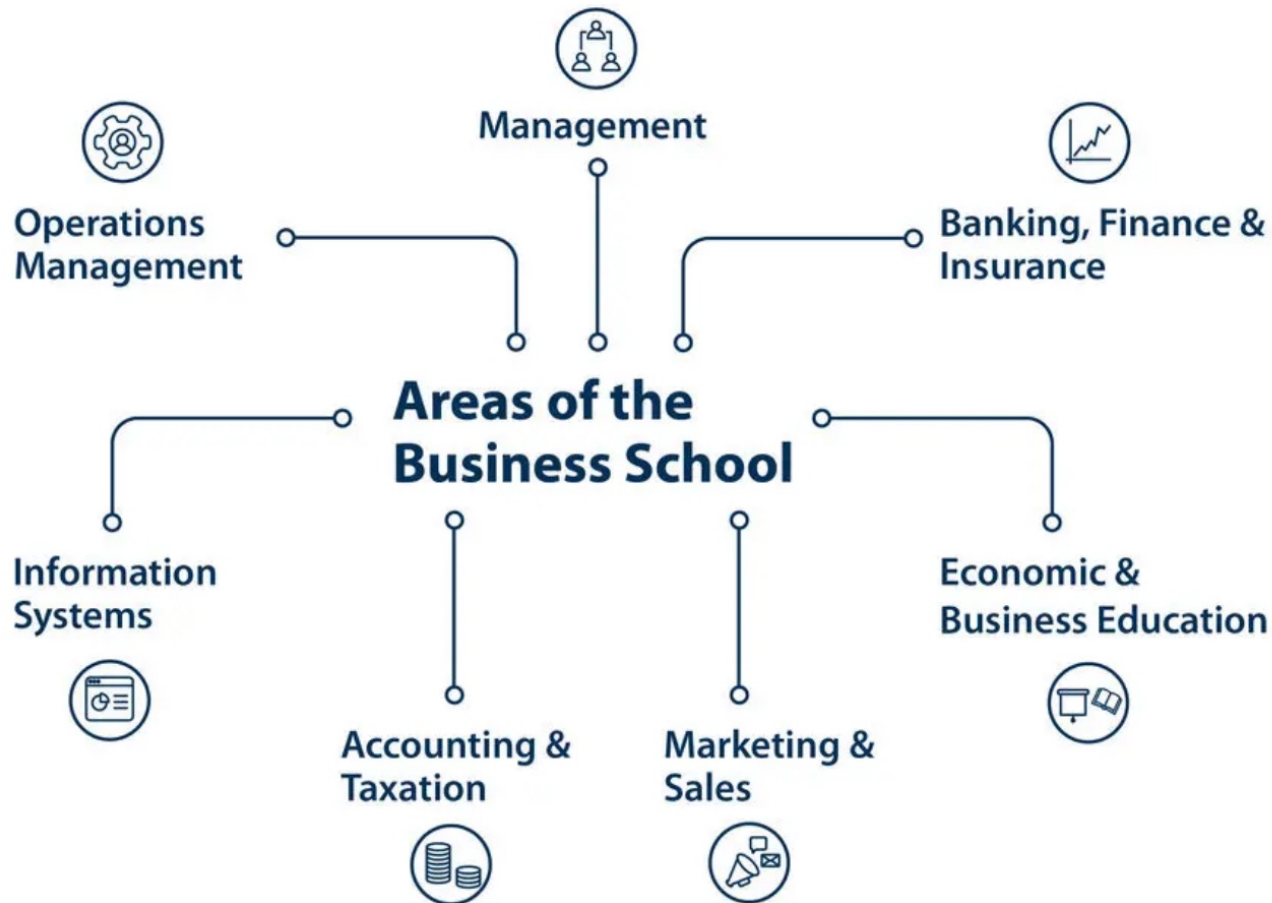 Management
Operations
Management
Banking, Finance &
Insurance
Areas of the
Business School
Information
Systems
Economic &
Business Education
Accounting &
Taxation
Marketing &
Sales